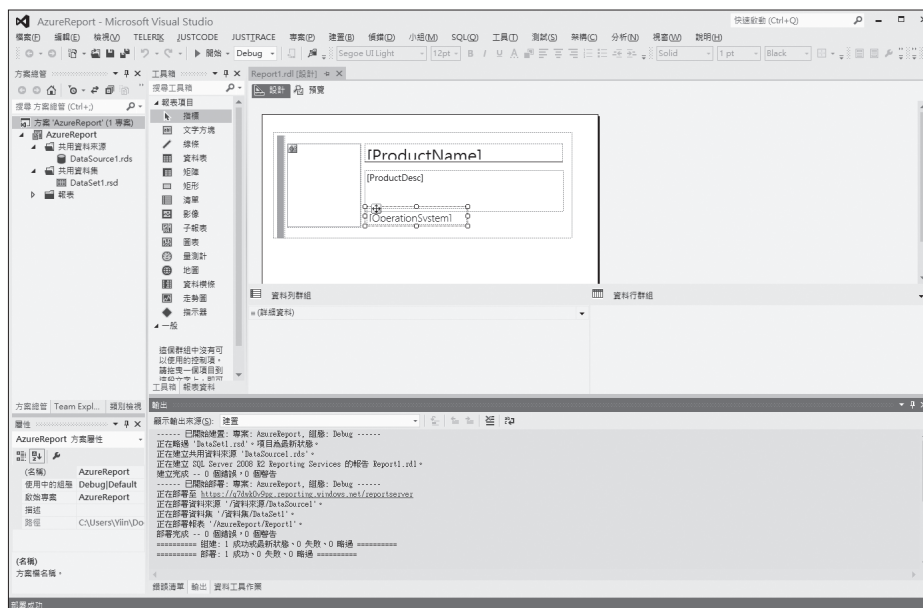 AzureReport - Microsoft Visual Studio
快速啟動 (Ctrl+Q)
檔案(F) 編輯(E) 檢視(V) TELERIK JUSTCODE JUSTTRACE 專案(P) 建置(B) 偵錯(D) 小組(M) SQL(Q) 工具(T) 測試(S) 架構(C) 分析(N) 視窗(W) 說明(H)
開始 Debug Segoe UI Light 12pt B I U A Solid 1 pt Black
方案總管
搜尋方案總管 (Ctrl+;)
方案 'AzureReport' (1 專案)
AzureReport
共用資料來源
DataSource1.rds
共用資料集
DataSet1.rsd
報表
方案總管 Team Expl... 類別檢視
工具箱
搜尋工具箱
報表項目
指標
文字方塊
線條
資料表
矩陣
矩形
清單
影像
子報表
圖表
量測計
地圖
資料橫條
走勢圖
指示器
一般
這個群組中沒有可
以使用的控制項。
請拖曳一個項目到
工具箱 報表資料
Report1.rdl [設計]
設計 預覽
[ProductName]
[ProductDesc]
[OperationSystem]
資料列群組
資料行群組
(詳細資料)
屬性
AzureReport 方案屬性
(名稱) AzureReport
使用中的組態 Debug|Default
啟始專案 AzureReport
描述
路徑 C:\Users\Yiin\Do
(名稱)
方案檔名稱。
輸出
顯示輸出來源(S): 建置
------ 已開始建置: 專案: AzureReport, 組態: Debug ------
正在略過 'DataSet1.rsd'。項目為最新狀態。
正在建立共用資料來源 'DataSource1.rds'。
正在建立 SQL Server 2008 R2 Reporting Services 的報告 Report1.rdl。
建立完成 -- 0 個錯誤，0 個警告
------ 已開始部署: 專案: AzureReport, 組態: Debug ------
正在部署至
正在部署資料來源 '/資料來源/DataSource1'。
正在部署資料集 '/資料集/DataSet1'。
正在部署報表 '/AzureReport/Report1'。
部署完成 -- 0 個錯誤，0 個警告
========== 組建: 1 成功或最新狀態、0 失敗、0 略過 ==========
========== 部署: 1 成功、0 失敗、0 略過 ==========
錯誤清單 輸出 資料工具作業
部署成功